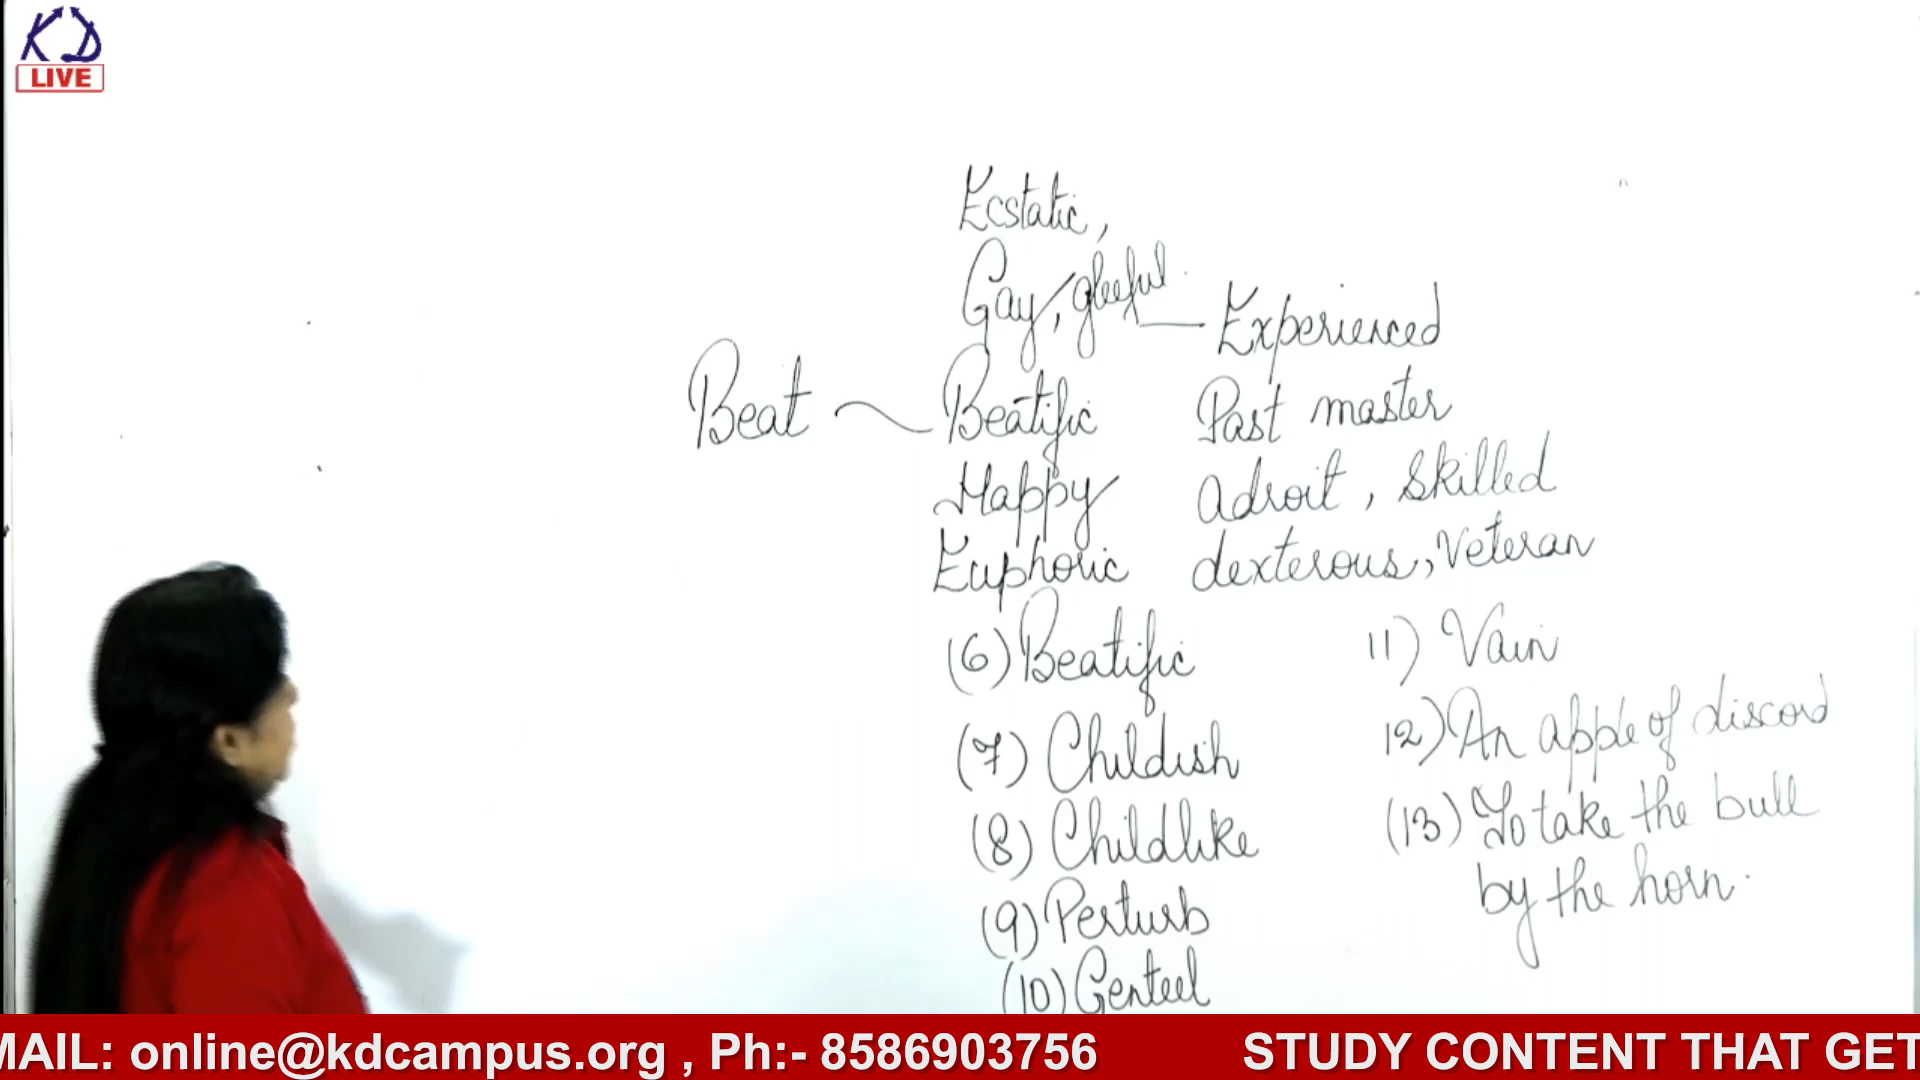 KD
LIVE
Ecstatic,
Gay, gleeful — Experienced
Beat ~ Beatific Past master
Happy Adroit, Skilled
Euphoric dexterous, Veteran
(6) Beatific
(7) Childish
(8) Childlike
(9) Perturb
(10) Genteel
11) Vain
12) An apple of discord
(13) To take the bull
by the horn.
MAIL: online@kdcampus.org , Ph:- 8586903756 STUDY CONTENT THAT GET